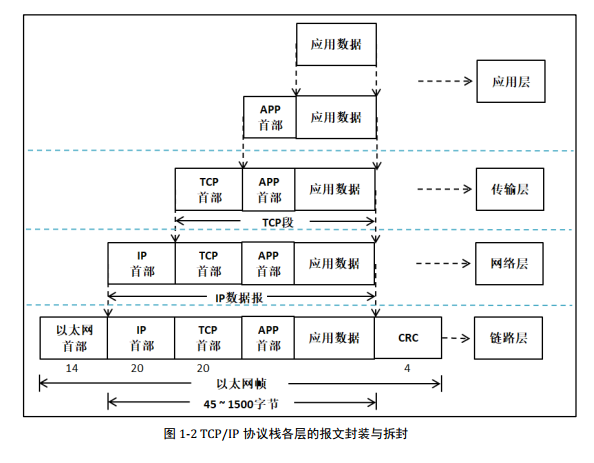 应用数据
应用层
APP
首部
应用数据
TCP
首部
APP
首部
应用数据
传输层
TCP段
IP
首部
TCP
首部
APP
首部
应用数据
网络层
IP数据报
以太网
首部
IP
首部
TCP
首部
APP
首部
应用数据
CRC
链路层
14
20
20
4
以太网帧
45 ~1500字节
图 1-2 TCP/IP 协议栈各层的报文封装与拆封